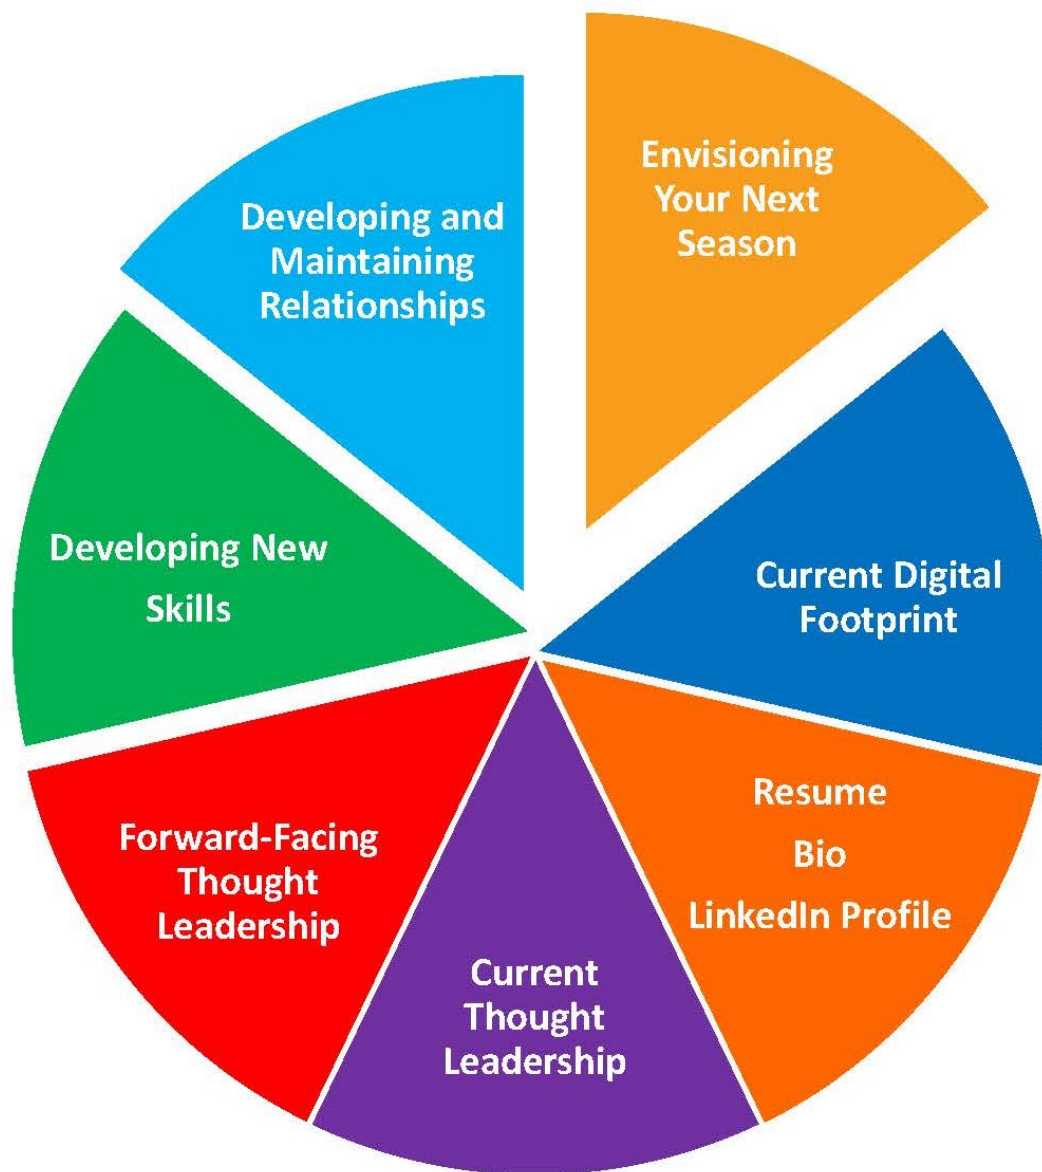 Envisioning
Your Next
Season
Current Digital
Footprint
Resume
Bio
LinkedIn Profile
Current
Thought
Leadership
Forward-Facing
Thought
Leadership
Developing New
Skills
Developing and
Maintaining
Relationships